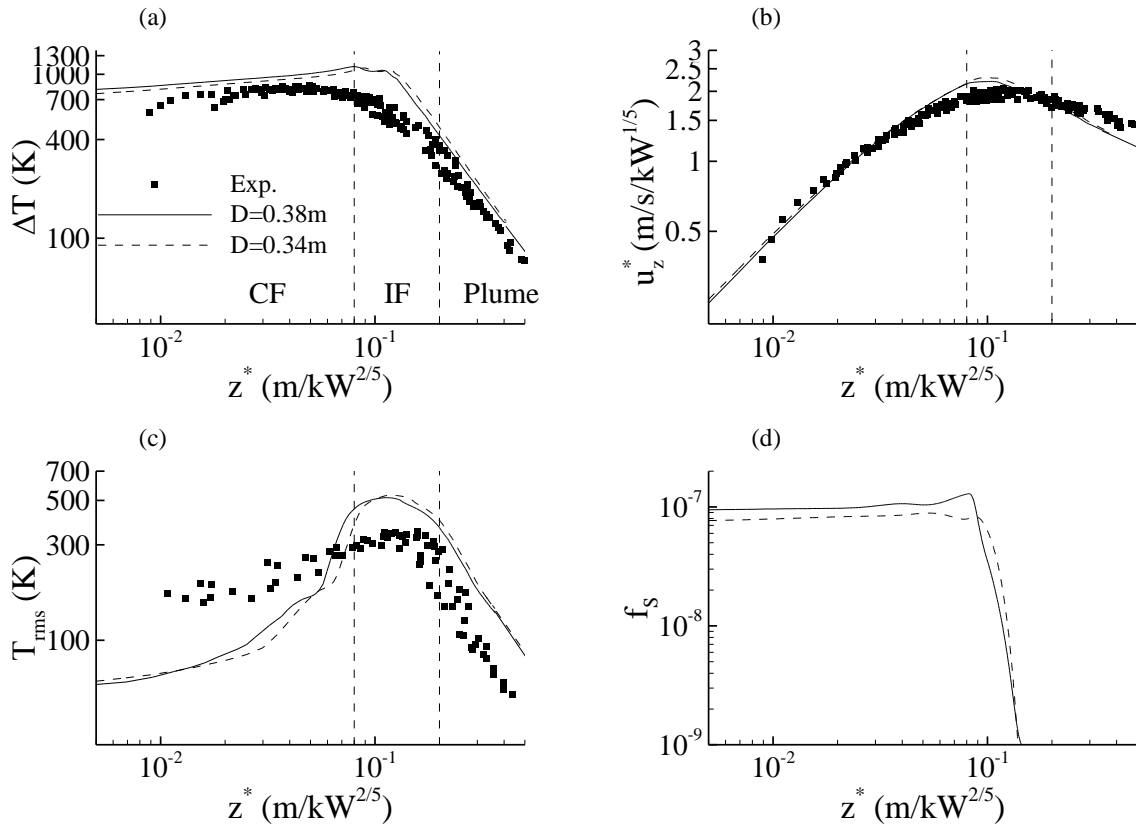 (a)
1300
1000
700
400
100
ΔT (K)
Exp.
D=0.38m
D=0.34m
CF
IF
Plume
10^-2
10^-1
z^* (m/kW^2/5)
(b)
3
2.5
2
1.5
1
0.5
u_z^* (m/s/kW^1/5)
10^-2
10^-1
z^* (m/kW^2/5)
(c)
700
500
300
100
T_rms (K)
10^-2
10^-1
z^* (m/kW^2/5)
(d)
10^-7
10^-8
10^-9
f_s
10^-2
10^-1
z^* (m/kW^2/5)